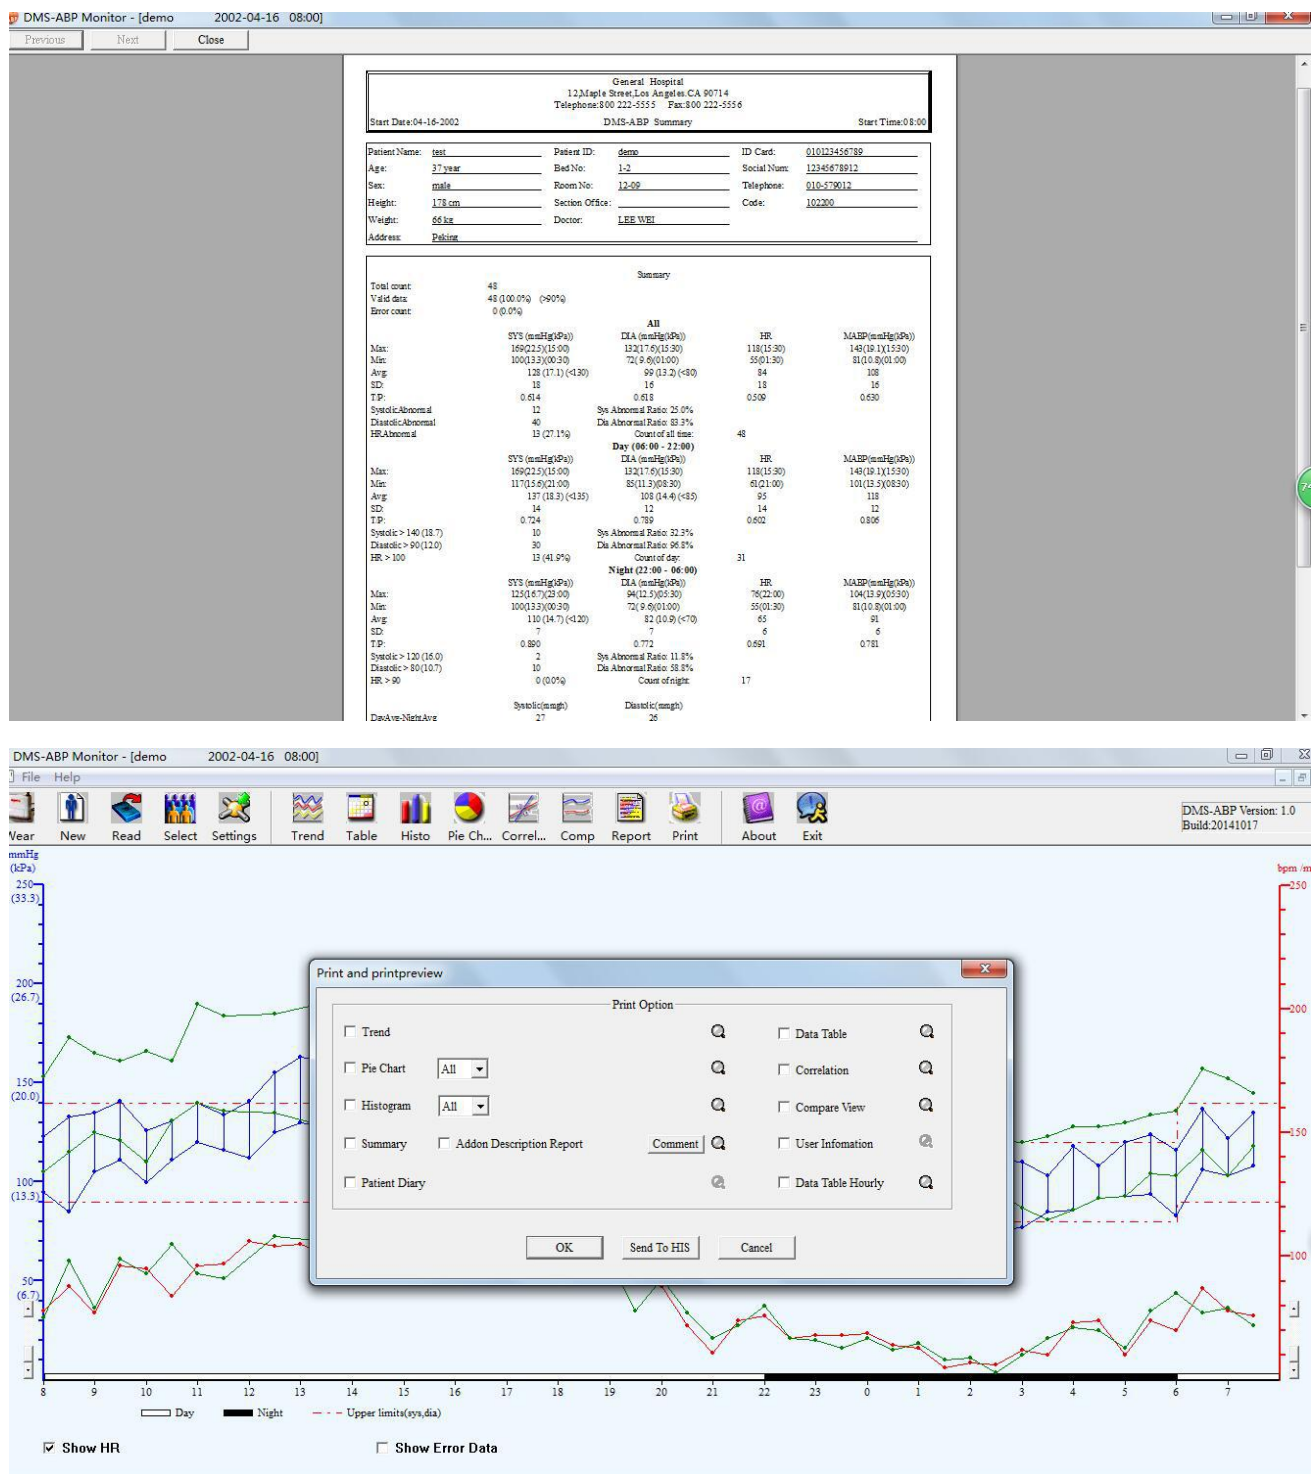 DMS-ABP Monitor - [demo 2002-04-16 08:00]
Previous Next Close
General Hospital
12,Maple Street,Los Angeles.CA 90714
Telephone:800 222-5555 Fax:800 222-5556
Start Date:04-16-2002 DMS-ABP Summary Start Time:08:00
Patient Name: test Patient ID: demo ID Card: 010123456789
Age: 37 year Bed No: 1-2 Social Num: 12345678912
Sex: male Room No: 12-09 Telephone: 010-579012
Height: 178 cm Section Office: Code: 102200
Weight: 66 kg Doctor: LEE WEI
Address: Peking
Summary
Total count: 48
Valid data: 48 (100.0%) (>90%)
Error count: 0 (0.0%)
All
SYS (mmHg(kPa)) DIA (mmHg(kPa)) HR MABP(mmHg(kPa))
Max: 169(22.5)(15:00) 132(17.6)(15:30) 118(15:30) 143(19.1)(15:30)
Min: 100(13.3)(00:30) 72( 9.6)(01:00) 55(01:30) 81(10.8)(01:00)
Avg: 128 (17.1) (<130) 99 (13.2) (<80) 84 108
SD: 18 16 18 16
T.P: 0.614 0.618 0.509 0.630
SystolicAbnormal 12 Sys Abnormal Ratio: 25.0%
DiastolicAbnormal 40 Dia Abnormal Ratio: 83.3%
HRAbnormal 13 (27.1%) Count of all time: 48
Day (06:00 - 22:00)
SYS (mmHg(kPa)) DIA (mmHg(kPa)) HR MABP(mmHg(kPa))
Max: 169(22.5)(15:00) 132(17.6)(15:30) 118(15:30) 143(19.1)(15:30)
Min: 117(15.6)(21:00) 85(11.3)(08:30) 61(21:00) 101(13.5)(08:30)
Avg: 137 (18.3) (<135) 108 (14.4) (<85) 95 118
SD: 14 12 14 12
T.P: 0.724 0.789 0.602 0.806
Systolic > 140 (18.7) 10 Sys Abnormal Ratio: 32.3%
Diastolic > 90 (12.0) 30 Dia Abnormal Ratio: 96.8%
HR > 100 13 (41.9%) Count of day: 31
Night (22:00 - 06:00)
SYS (mmHg(kPa)) DIA (mmHg(kPa)) HR MABP(mmHg(kPa))
Max: 125(16.7)(23:00) 94(12.5)(05:30) 76(22:00) 104(13.9)(05:30)
Min: 100(13.3)(00:30) 72( 9.6)(01:00) 55(01:30) 81(10.8)(01:00)
Avg: 110 (14.7) (<120) 82 (10.9) (<70) 65 91
SD: 7 7 6 6
T.P: 0.890 0.772 0.691 0.781
Systolic > 120 (16.0) 2 Sys Abnormal Ratio: 11.8%
Diastolic > 80 (10.7) 10 Dia Abnormal Ratio: 58.8%
HR > 90 0 (0.0%) Count of night: 17
Systolic(mmgh) Diastolic(mmgh)
DayAvg-NightAvg 27 26
DMS-ABP Monitor - [demo 2002-04-16 08:00]
File Help
Wear New Read Select Settings Trend Table Histo Pie Ch... Correl... Comp Report Print About Exit
DMS-ABP Version: 1.0
Build:20141017
mmHg
(kPa) bpm /m
250 250
(33.3)
Print and printpreview
200
(26.7)
Print Option
200
Trend Data Table
Pie Chart All Correlation
150
(20.0)
Histogram All Compare View
150
Summary Addon Description Report Comment User Infomation
100
(13.3)
Patient Diary Data Table Hourly
OK Send To HIS Cancel
100
50
(6.7)
8 9 10 11 12 13 14 15 16 17 18 19 20 21 22 23 0 1 2 3 4 5 6 7
Day Night Upper limits(sys,dia)
Show HR Show Error Data